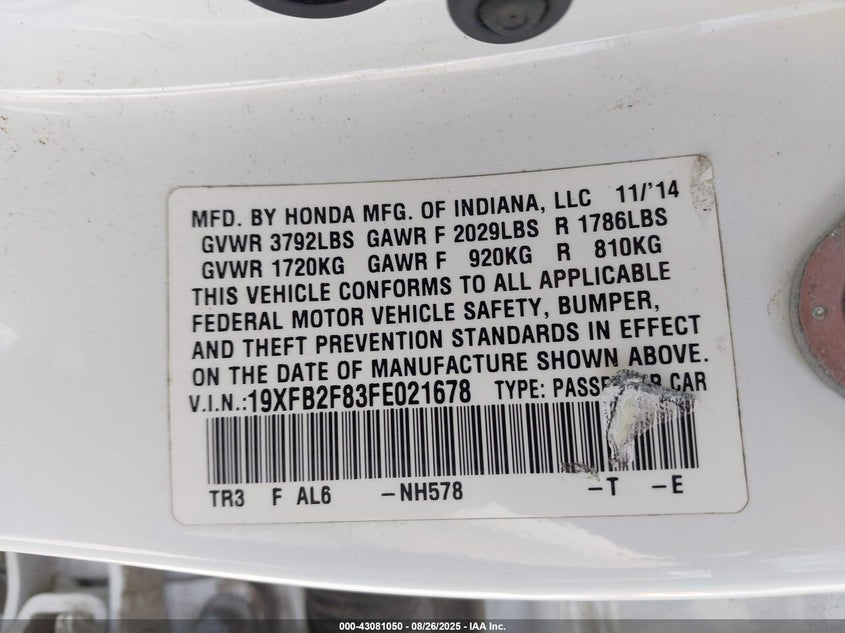 MFD. BY HONDA MFG. OF INDIANA, LLC 11/'14
GVWR 3792LBS GAWR F 2029LBS R 1786LBS
GVWR 1720KG GAWR F 920KG R 810KG
THIS VEHICLE CONFORMS TO ALL APPLICABLE
FEDERAL MOTOR VEHICLE SAFETY, BUMPER,
AND THEFT PREVENTION STANDARDS IN EFFECT
ON THE DATE OF MANUFACTURE SHOWN ABOVE.
V.I.N.:19XFB2F83FE021678 TYPE: CAR
TR3 F AL6 -NH578 -T -E
000-43081050 - 08/26/2025 - IAA Inc.